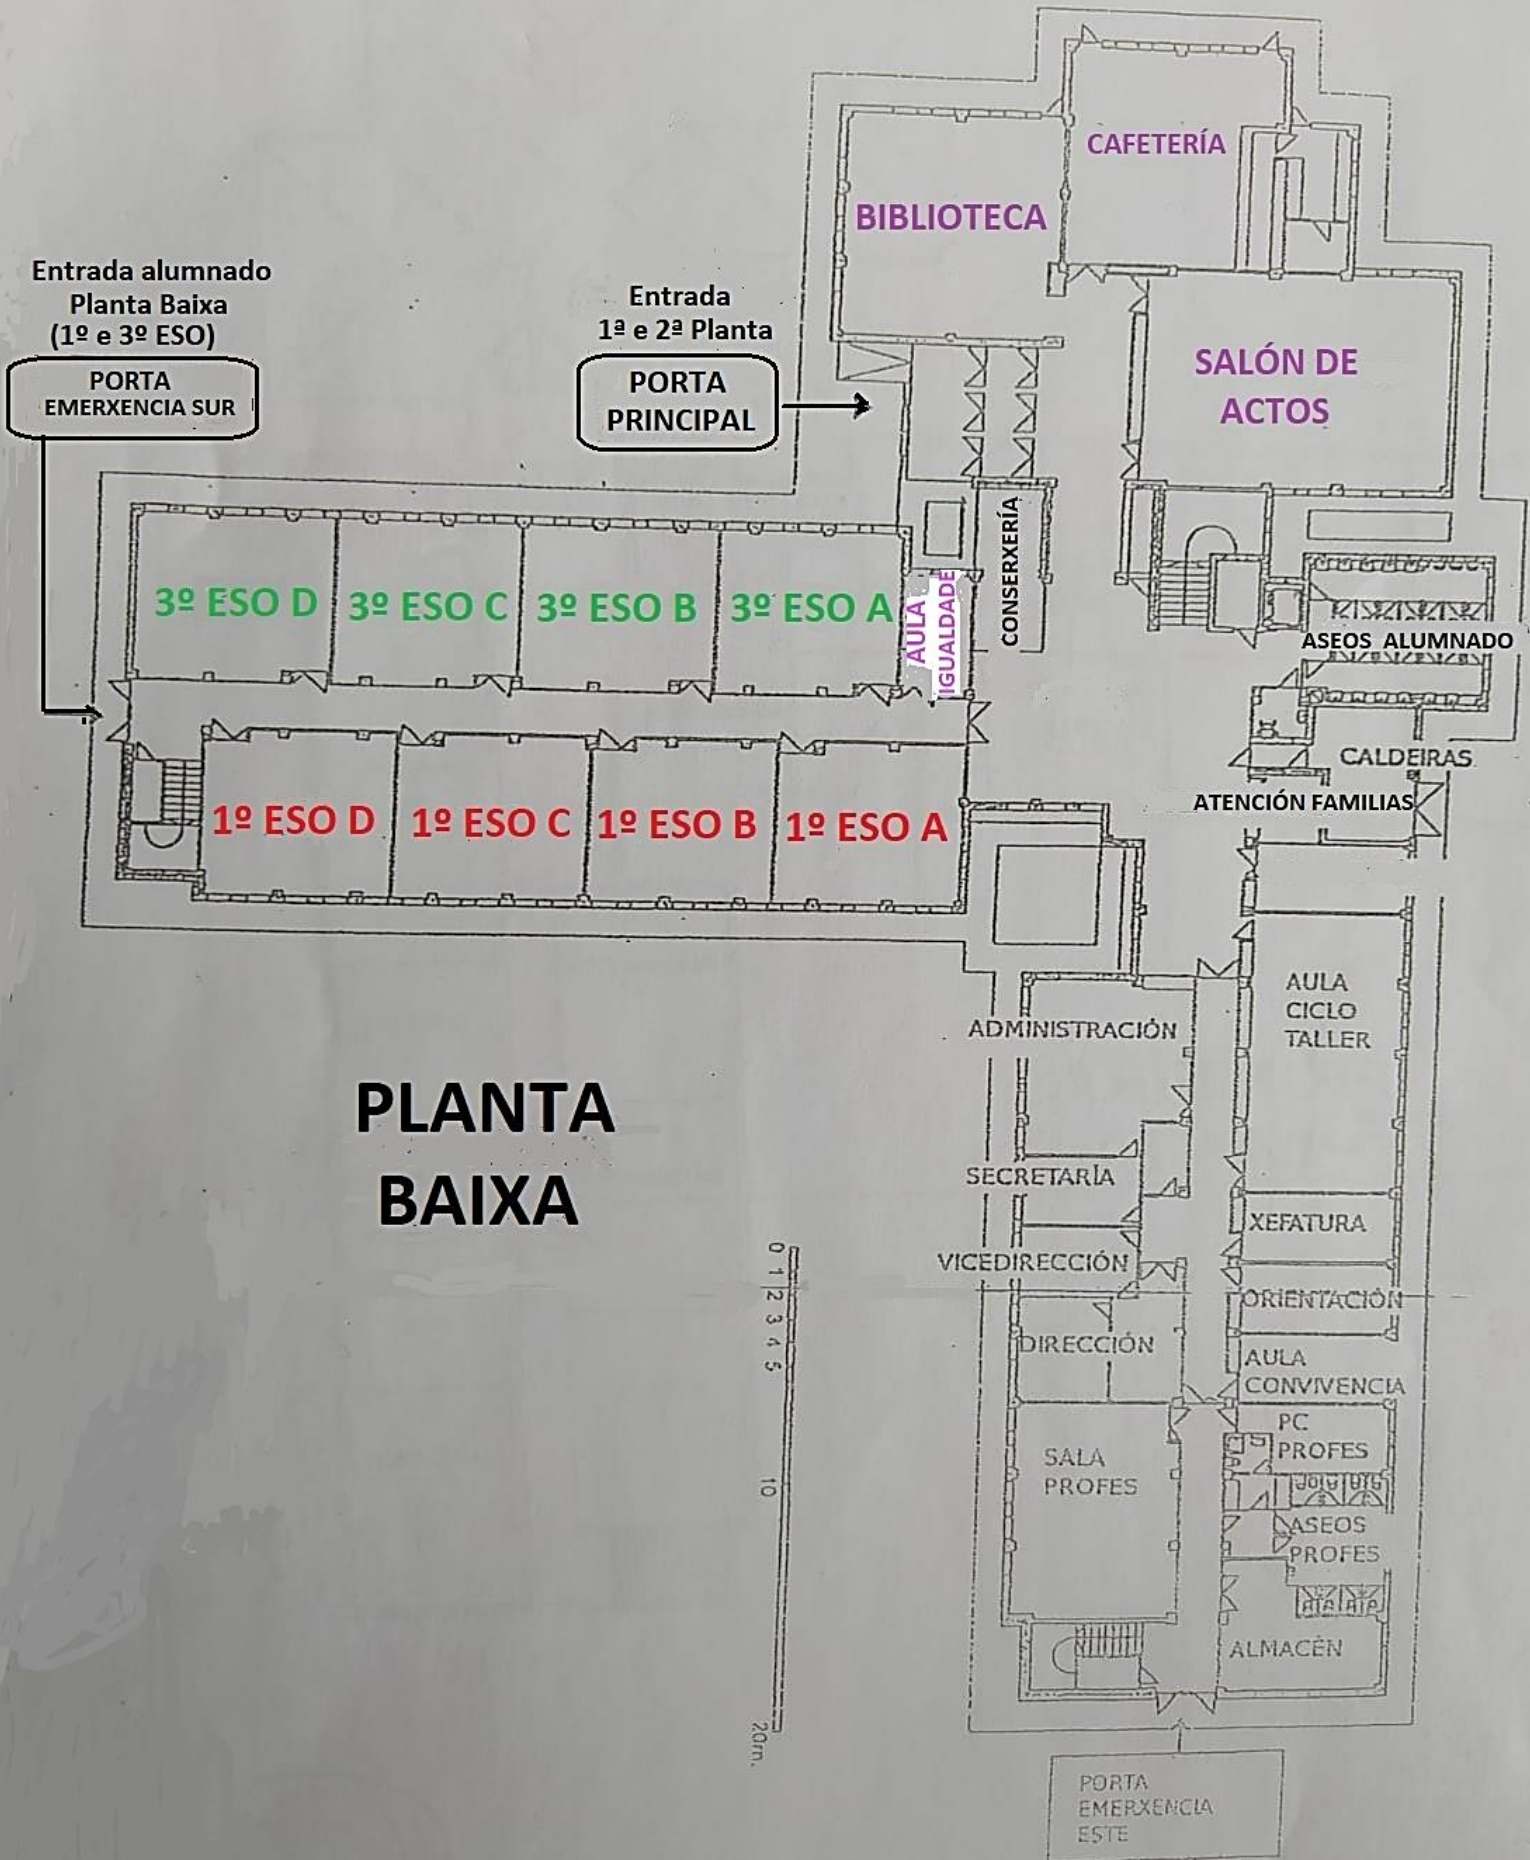 CAFETERÍA
BIBLIOTECA
Entrada alumnado
Planta Baixa
(1º e 3º ESO)
PORTA
EMERXENCIA SUR
Entrada
1ª e 2ª Planta
PORTA
PRINCIPAL
SALÓN DE
ACTOS
3º ESO D
3º ESO C
3º ESO B
3º ESO A
AULA
IGUALDADE
CONSERXERÍA
ASEOS ALUMNADO
CALDEIRAS
ATENCIÓN FAMILIAS
1º ESO D
1º ESO C
1º ESO B
1º ESO A
AULA
CICLO
TALLER
ADMINISTRACIÓN
PLANTA
BAIXA
SECRETARÍA
XEFATURA
VICEDIRECCIÓN
ORIENTACIÓN
DIRECCIÓN
AULA
CONVIVENCIA
PC
PROFES
SALA
PROFES
ASEOS
PROFES
ALMACÉN
0 1 2 3 4 5 10 20m.
PORTA
EMERXENCIA
ESTE